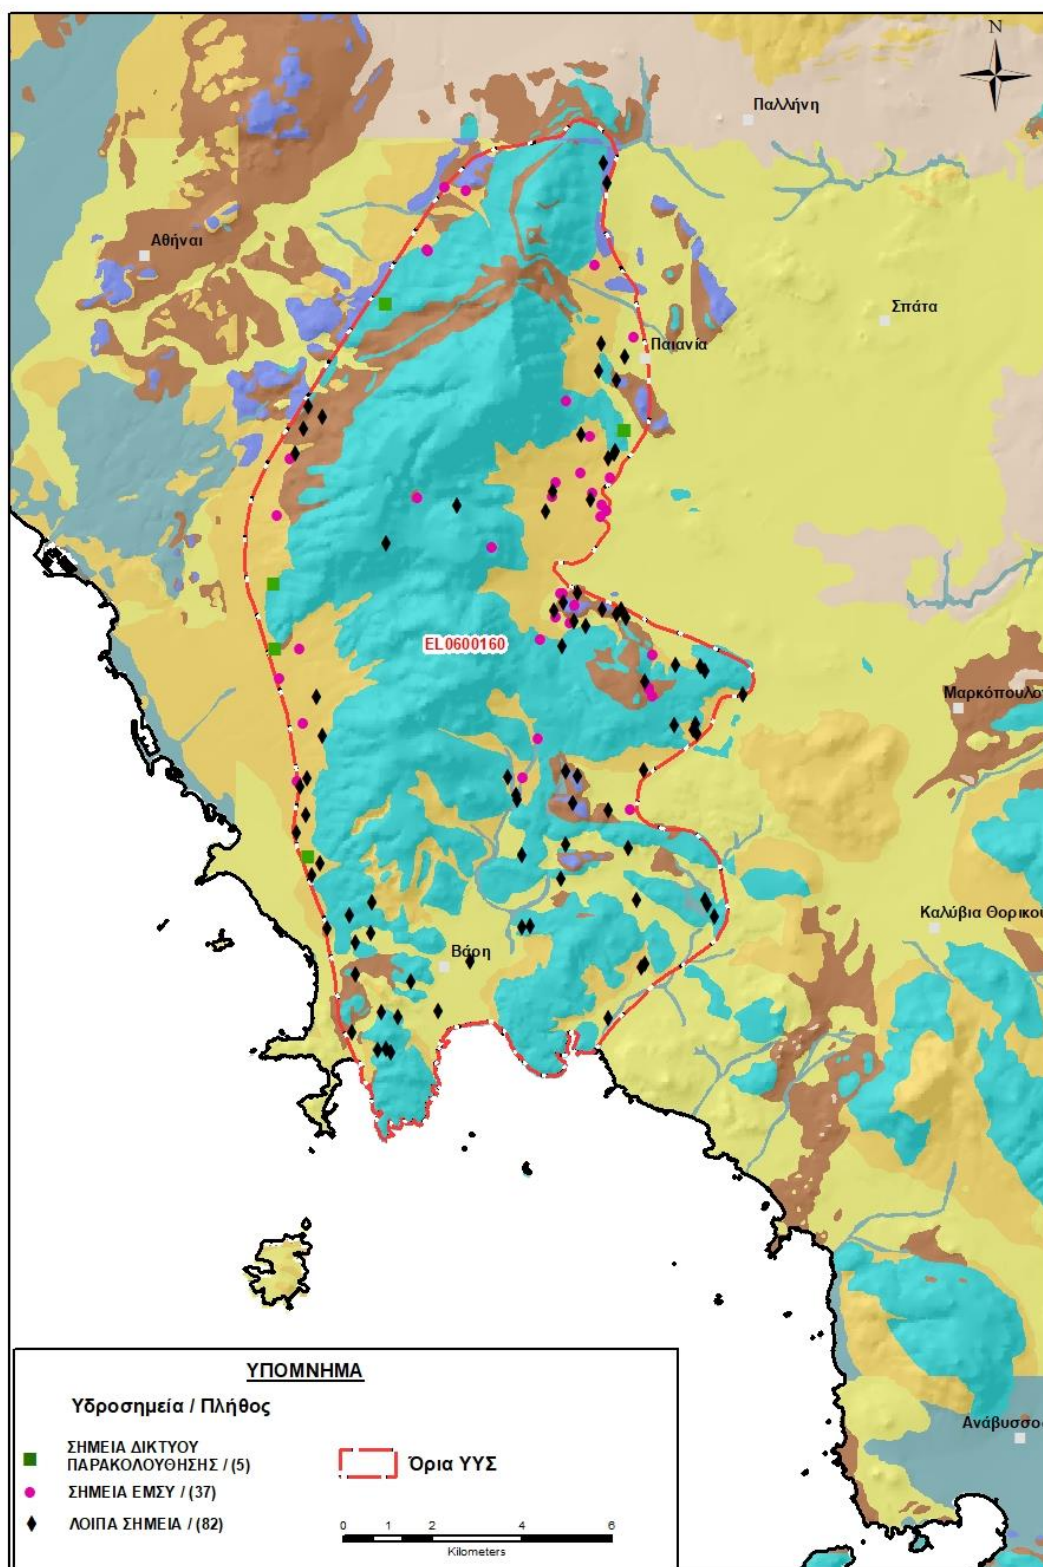 N
Παλλήνη
Αθήναι
Σπάτα
Παιανία
EL0600160
Μαρκόπουλο
Καλύβια Θορικού
Βάρη
Ανάβυσσος
ΥΠΟΜΝΗΜΑ
Υδροσημεία / Πλήθος
ΣΗΜΕΙΑ ΔΙΚΤΥΟΥ
ΠΑΡΑΚΟΛΟΥΘΗΣΗΣ / (5)
Όρια ΥΥΣ
ΣΗΜΕΙΑ ΕΜΣΥ / (37)
ΛΟΙΠΑ ΣΗΜΕΙΑ / (82)
0 1 2 4 6
Kilometers